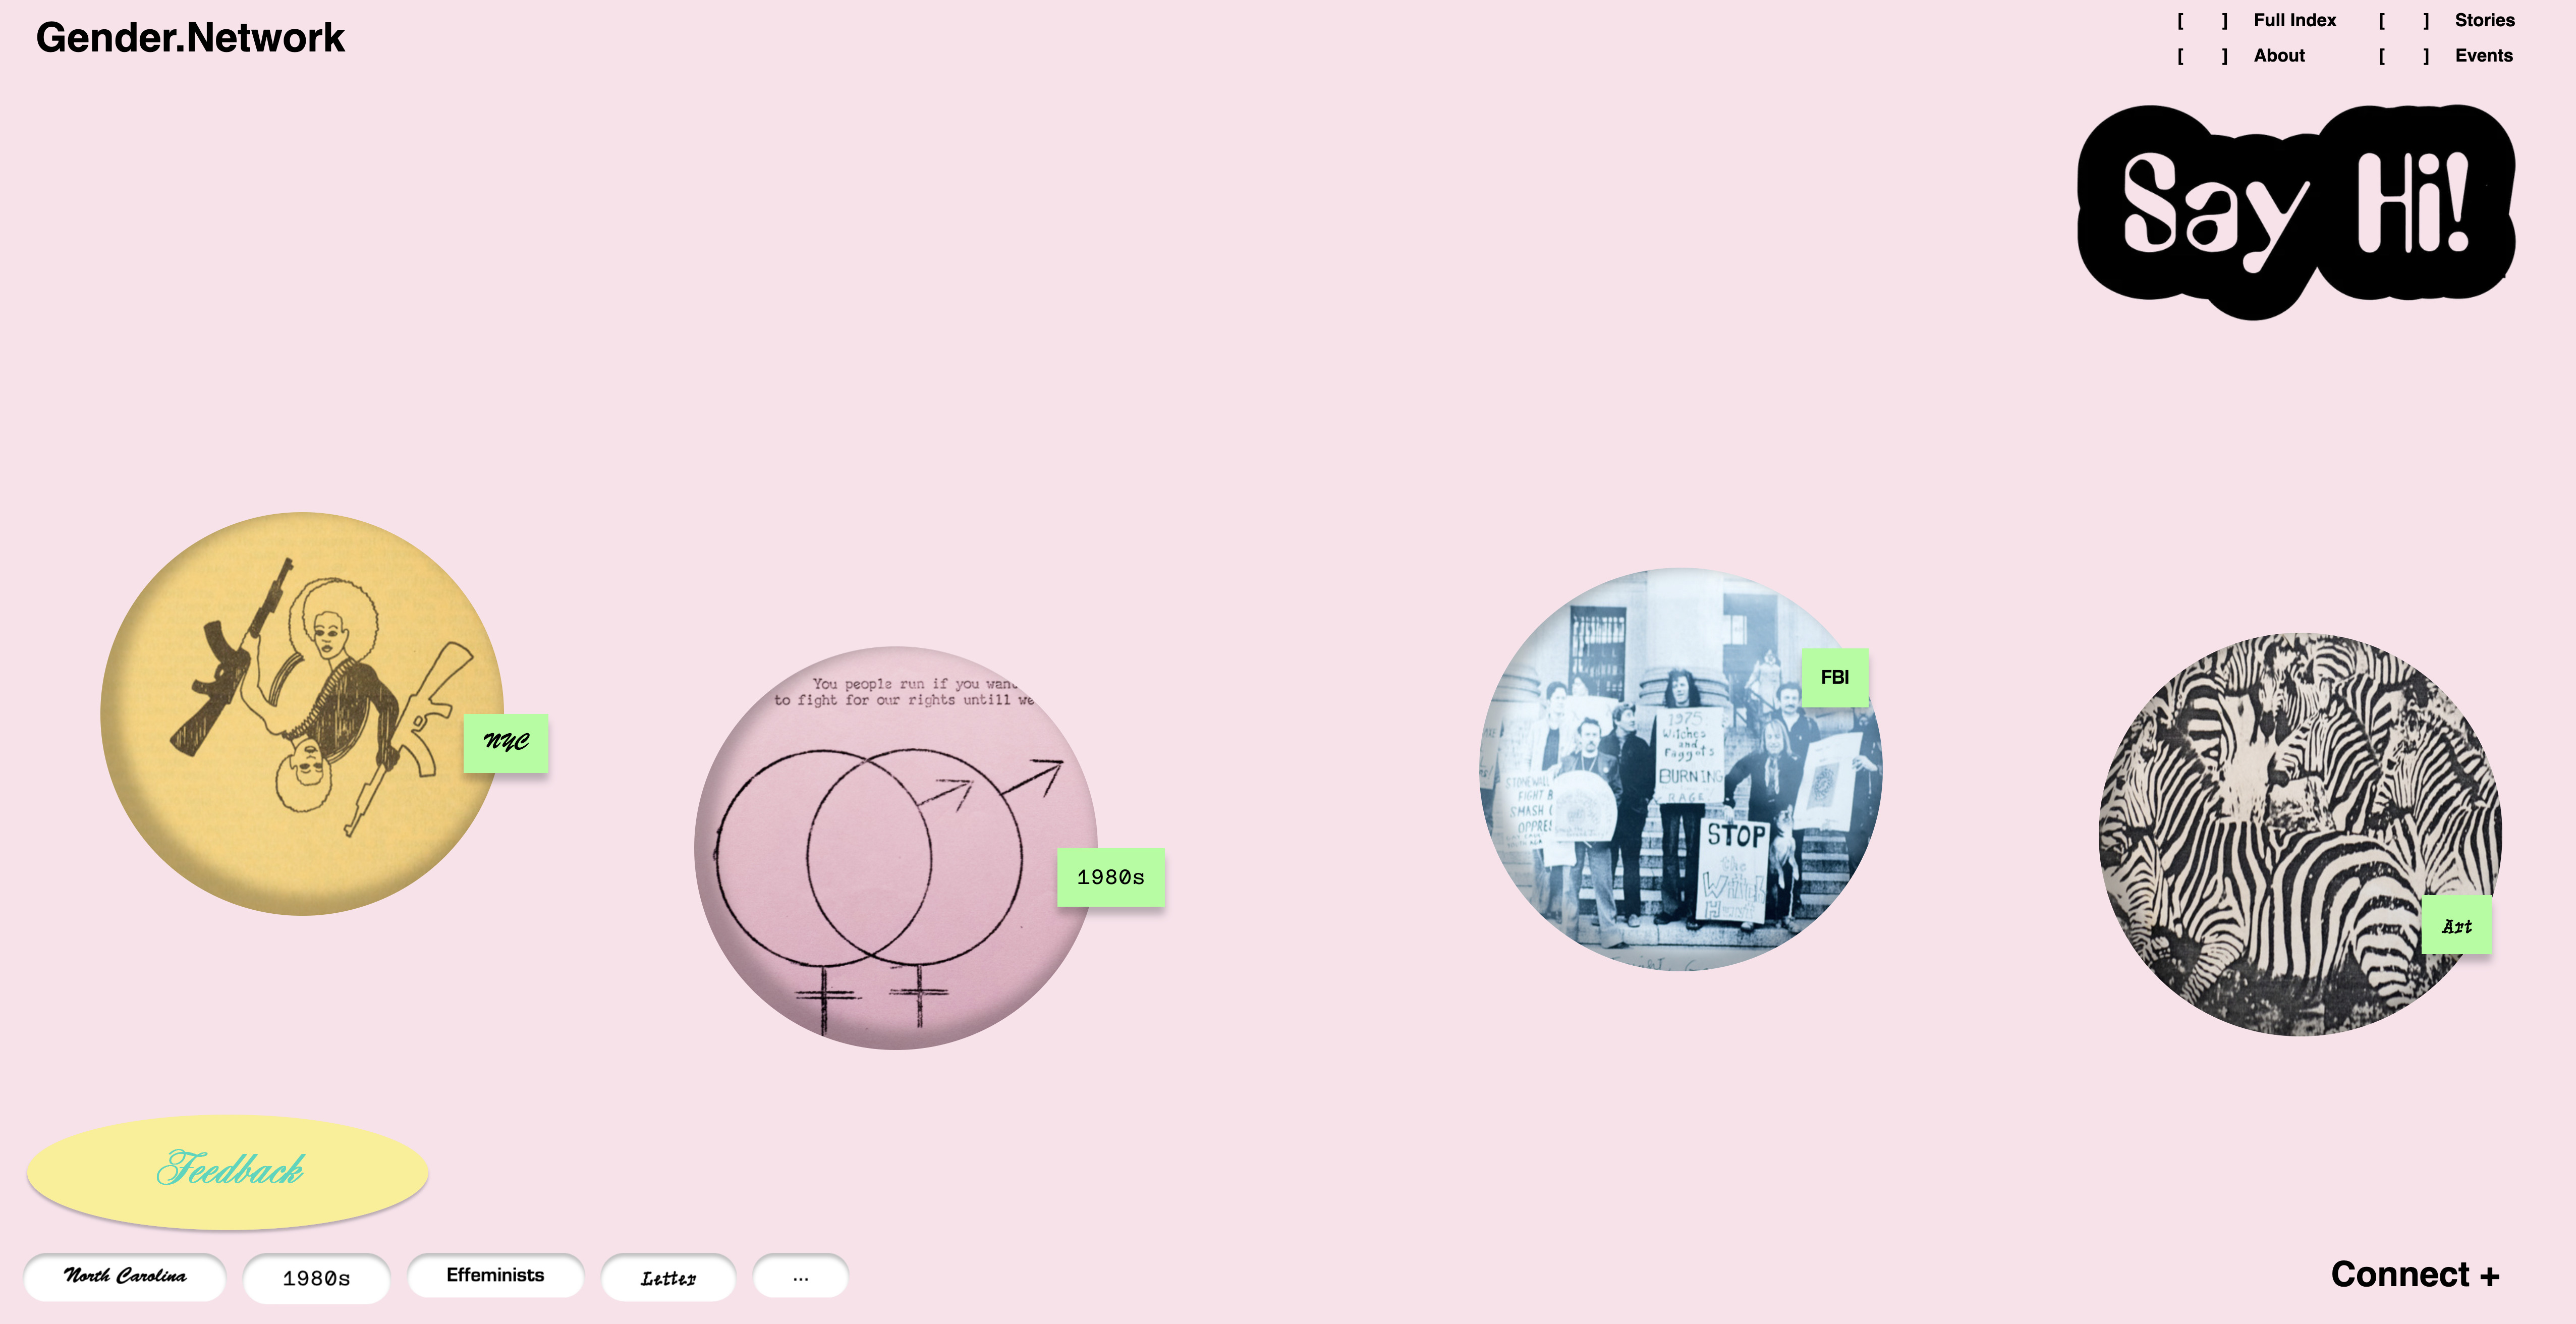 Gender.Network
[ ] Full Index [ ] Stories
[ ] About [ ] Events
Say Hi!
NYC
You people run if you want
to fight for our rights untill we
1980s
FBI
1975
Witches
and
Faggots
BURNING
RAGE
STONEWALL
FIGHT B
SMASH
OPPRES
STOP
the
Witch
Hunt
Art
Feedback
North Carolina
1980s
Effeminists
Letter
...
Connect +